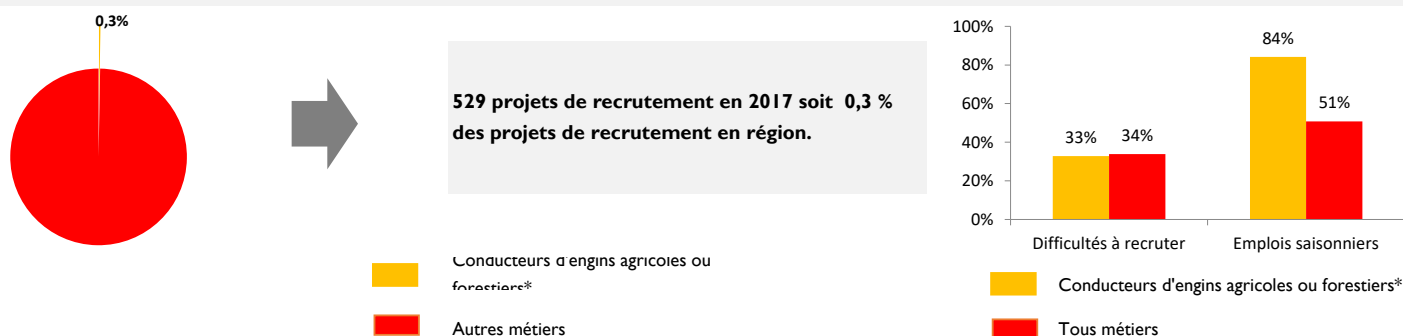 0,3%
529 projets de recrutement en 2017 soit 0,3 %
des projets de recrutement en région.
Conducteurs d'engins agricoles ou
forestiers*
Autres métiers
100%
80%
60%
40%
20%
0%
33%
34%
84%
51%
Difficultés à recruter
Emplois saisonniers
Conducteurs d'engins agricoles ou forestiers*
Tous métiers